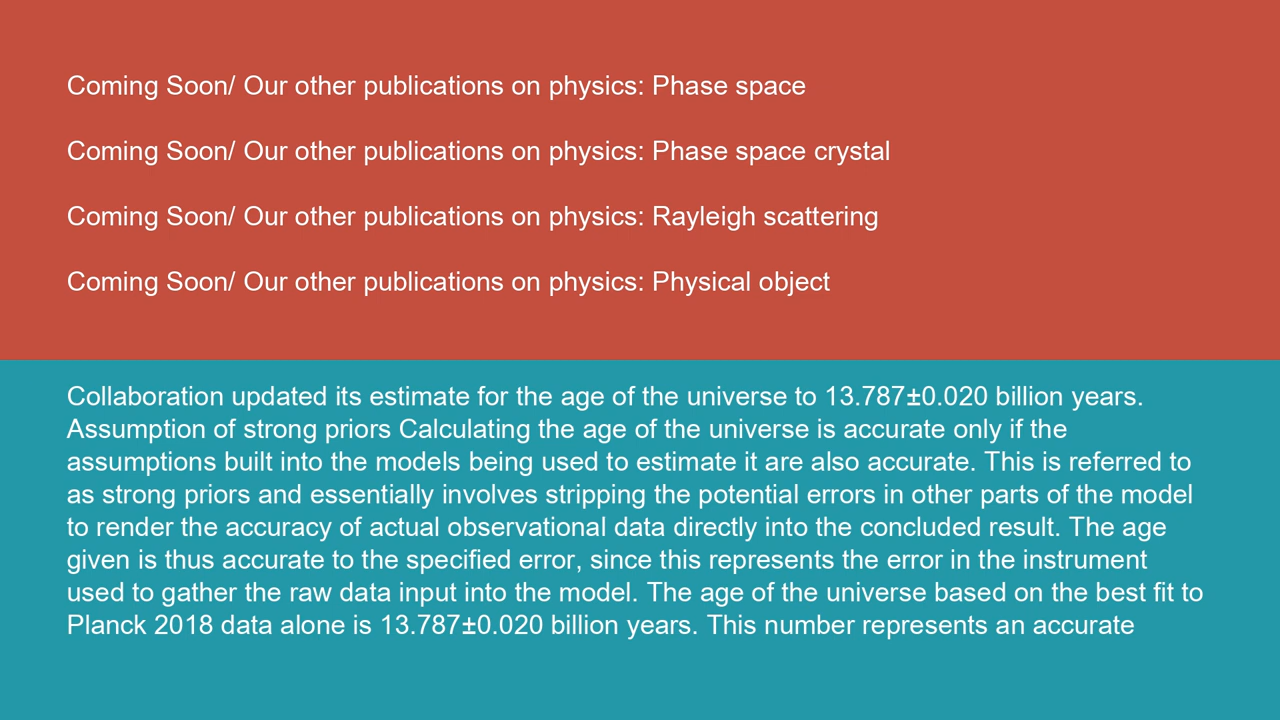 Coming Soon/ Our other publications on physics: Phase space
Coming Soon/ Our other publications on physics: Phase space crystal
Coming Soon/ Our other publications on physics: Rayleigh scattering
Coming Soon/ Our other publications on physics: Physical object
Collaboration updated its estimate for the age of the universe to 13.787±0.020 billion years.
Assumption of strong priors Calculating the age of the universe is accurate only if the
assumptions built into the models being used to estimate it are also accurate. This is referred to
as strong priors and essentially involves stripping the potential errors in other parts of the model
to render the accuracy of actual observational data directly into the concluded result. The age
given is thus accurate to the specified error, since this represents the error in the instrument
used to gather the raw data input into the model. The age of the universe based on the best fit to
Planck 2018 data alone is 13.787±0.020 billion years. This number represents an accurate